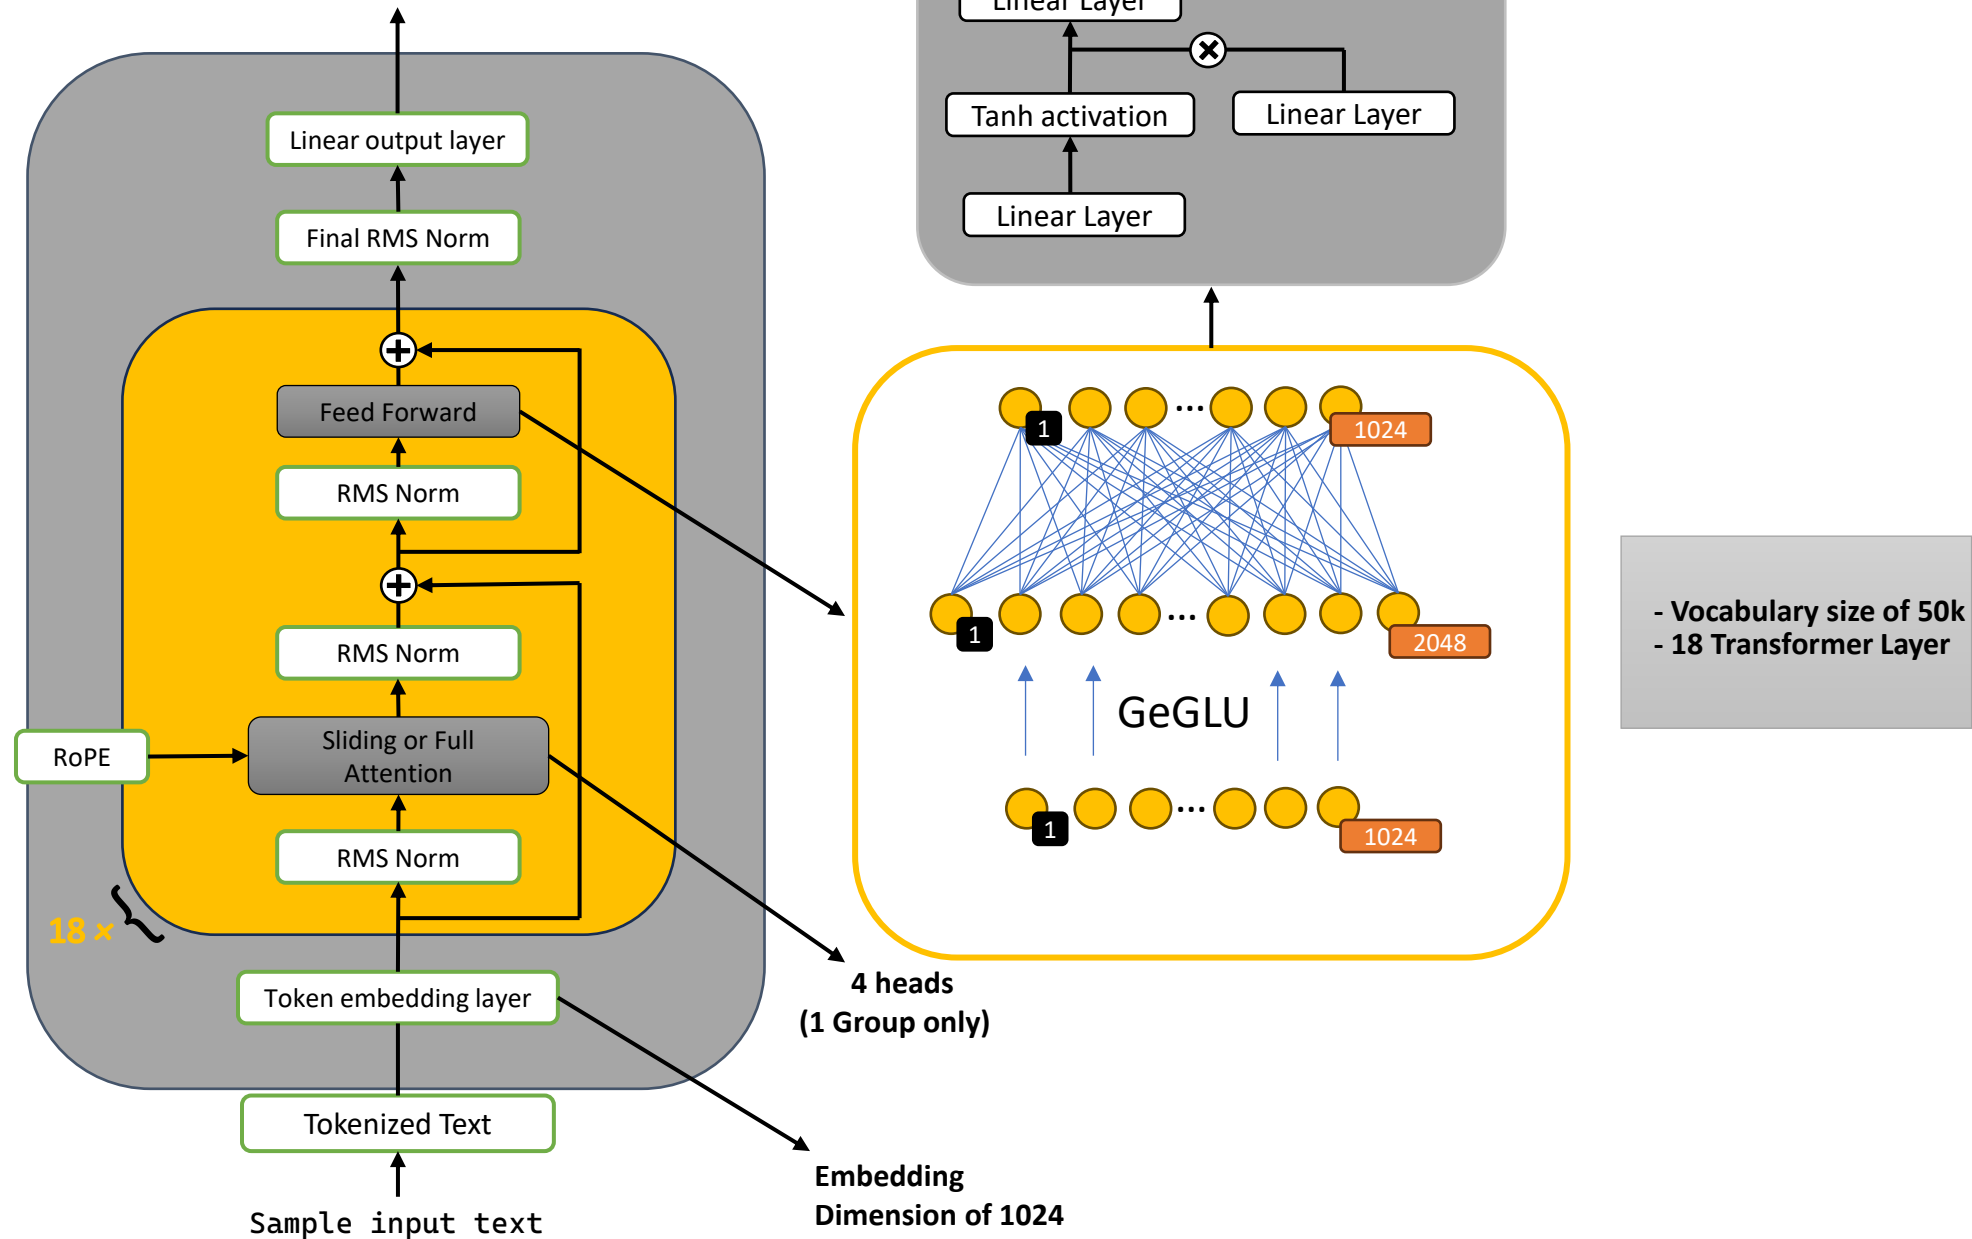 Linear output layer
Final RMS Norm
Feed Forward
RMS Norm
RMS Norm
RoPE
Sliding or Full
Attention
RMS Norm
18 ×
Token embedding layer
Tokenized Text
Sample input text
Linear Layer
Tanh activation
Linear Layer
Linear Layer
1
...
1024
1
...
2048
GeGLU
1
...
1024
4 heads
(1 Group only)
Embedding
Dimension of 1024
- Vocabulary size of 50k
- 18 Transformer Layer